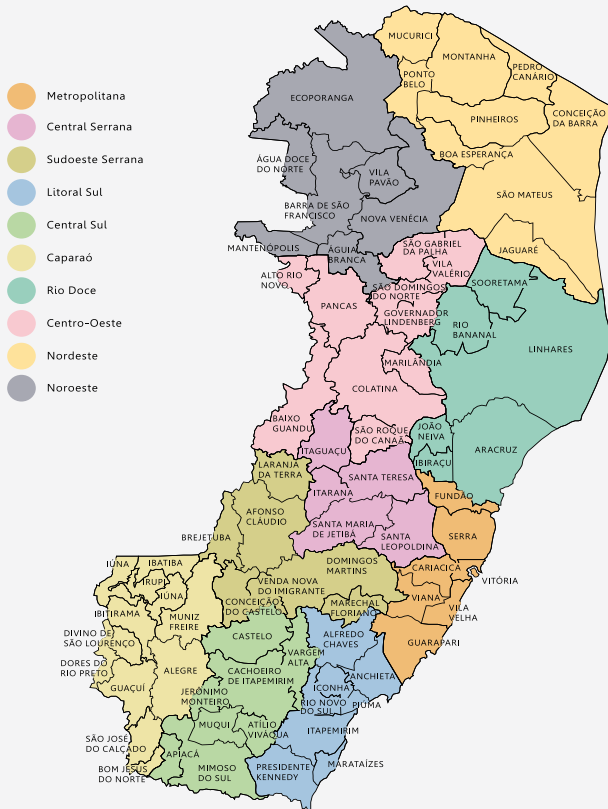 Metropolitana
Central Serrana
Sudoeste Serrana
Litoral Sul
Central Sul
Caparaó
Rio Doce
Centro-Oeste
Nordeste
Noroeste
MUCURICI
MONTANHA
PEDRO
CANÁRIO
PONTO
BELO
ECOPORANGA
PINHEIROS
CONCEIÇÃO
DA BARRA
BOA ESPERANÇA
ÁGUA DOCE
DO NORTE
VILA
PAVÃO
SÃO MATEUS
BARRA DE SÃO
FRANCISCO
NOVA VENÉCIA
MANTENÓPOLIS
ÁGUIA
BRANCA
SÃO GABRIEL
DA PALHA
JAGUARÉ
VILA
VALÉRIO
ALTO RIO
NOVO
SÃO DOMINGOS
DO NORTE
SOORETAMA
PANCAS
GOVERNADOR
LINDENBERG
RIO
BANANAL
LINHARES
MARILÂNDIA
COLATINA
BAIXO
GUANDU
SÃO ROQUE
DO CANAÃ
JOÃO
NEIVA
ARACRUZ
ITAGUAÇU
IBIRAÇU
LARANJA
DA TERRA
SANTA TERESA
ITARANA
FUNDÃO
AFONSO
CLÁUDIO
SANTA MARIA
DE JETIBÁ
SANTA
LEOPOLDINA
SERRA
BREJETUBA
DOMINGOS
MARTINS
CARIACICA
VITÓRIA
IÚNA
IBATIBA
IRUPI
IÚNA
VENDA NOVA
DO IMIGRANTE
VIANA
VILA
VELHA
IBITIRAMA
MUNIZ
FREIRE
CONCEIÇÃO
DO CASTELO
MARECHAL
FLORIANO
DIVINO DE
SÃO LOURENÇO
CASTELO
ALFREDO
CHAVES
GUARAPARI
DORES DO
RIO PRETO
VARGEM
ALTA
ALEGRE
CACHOEIRO
DE ITAPEMIRIM
ANCHIETA
GUAÇUÍ
ICONHA
JERÔNIMO
MONTEIRO
RIO NOVO
DO SUL
PIÚMA
MUQUI
ATÍLIO
VIVÁQUA
ITAPEMIRIM
SÃO JOSÉ
DO CALÇADO
APIACÁ
MARATAÍZES
BOM JESUS
DO NORTE
MIMOSO
DO SUL
PRESIDENTE
KENNEDY